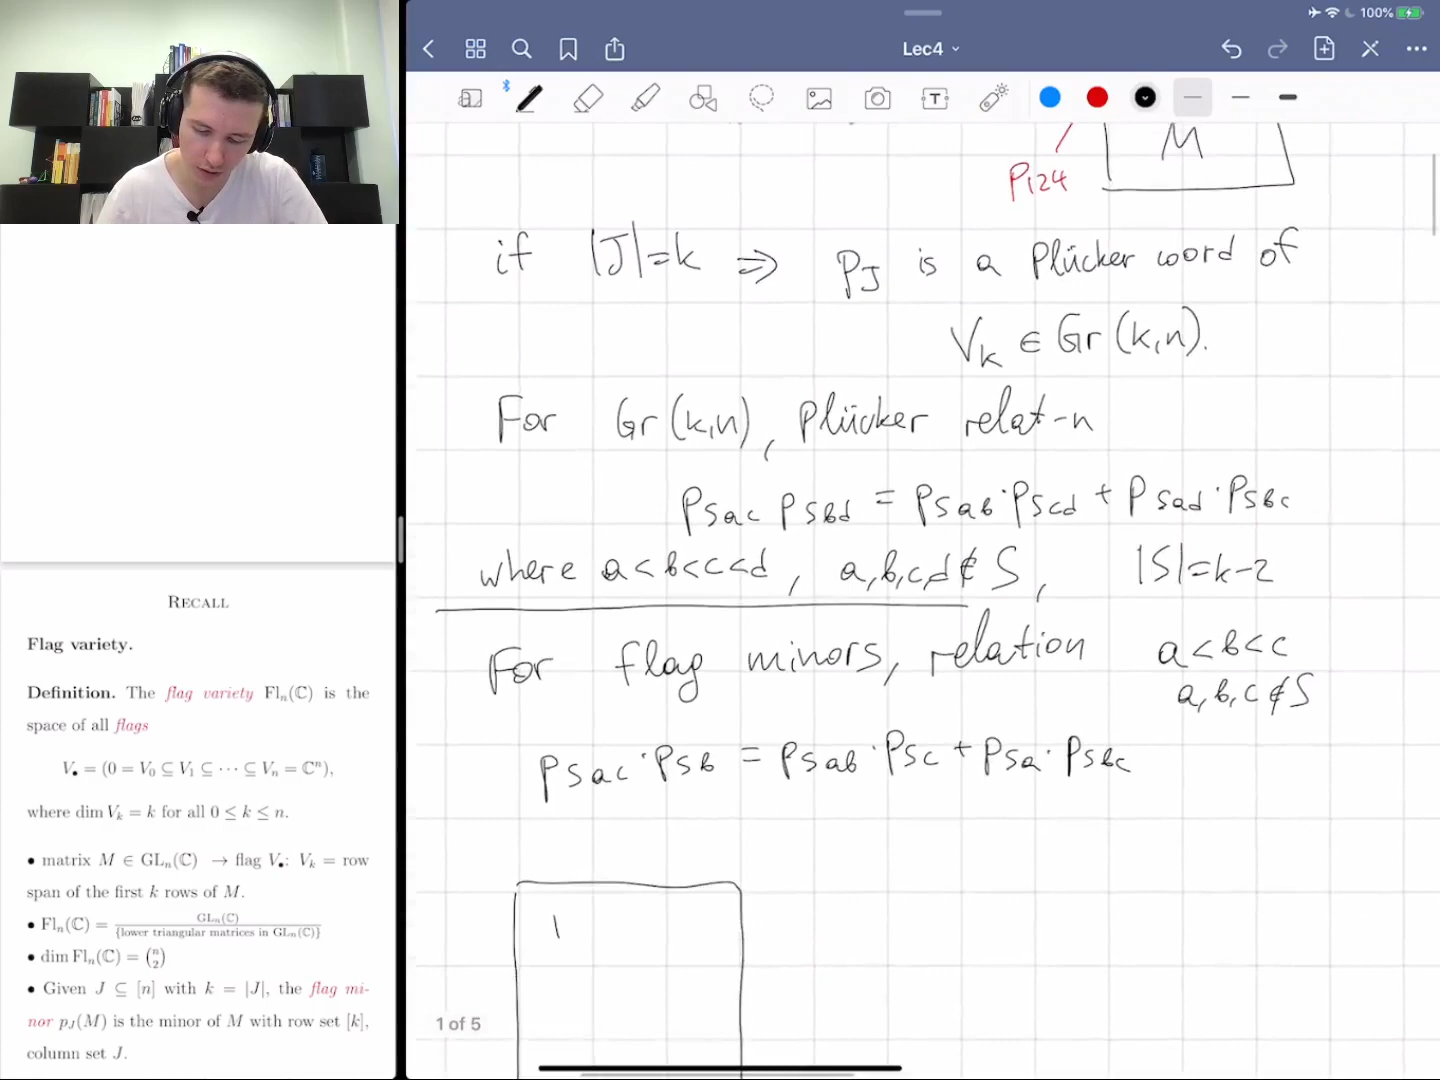 100%
Lec4
T
M
P124
if |J|=k ⇒ pJ is a Plücker coord of
Vk ∈ Gr(k,n).
For Gr(k,n), Plücker relat-n
pSac pSbd = pSab·pScd + pSad·pSbc
where a<b<c<d, a,b,c,d∉S, |S|=k-2
For flag minors, relation a<b<c
a,b,c∉S
pSac·pSb = pSab·pSc + pSa·pSbc
1
1 of 5
RECALL
Flag variety.
Definition. The flag variety Fln(ℂ) is the
space of all flags
V• = (0 = V0 ⊆ V1 ⊆ ··· ⊆ Vn = ℂⁿ),
where dim Vk = k for all 0 ≤ k ≤ n.
• matrix M ∈ GLn(ℂ) → flag V•: Vk = row
span of the first k rows of M.
• Fln(ℂ) = GLn(ℂ) / {lower triangular matrices in GLn(ℂ)}
• dim Fln(ℂ) = (n 2)
• Given J ⊆ [n] with k = |J|, the flag mi-
nor pJ(M) is the minor of M with row set [k],
column set J.